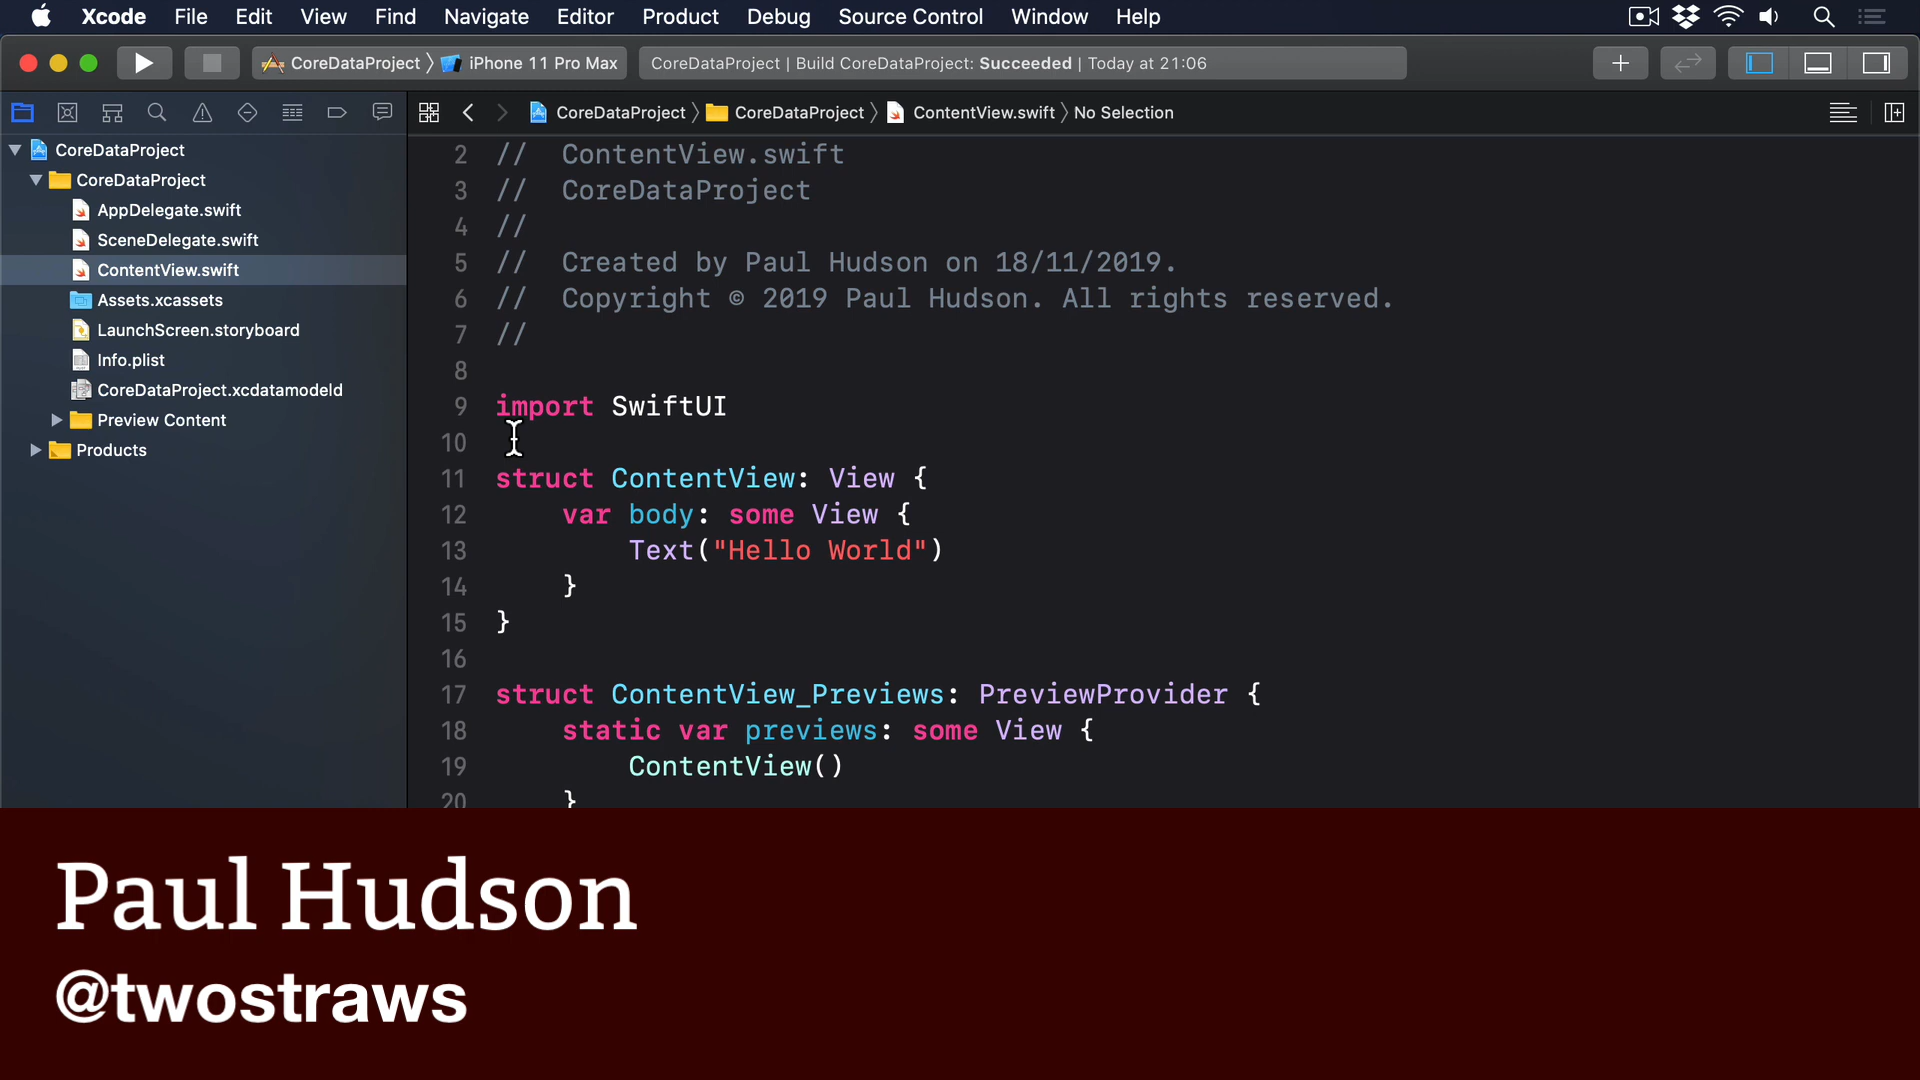 Xcode File Edit View Find Navigate Editor Product Debug Source Control Window Help
CoreDataProject iPhone 11 Pro Max CoreDataProject | Build CoreDataProject: Succeeded | Today at 21:06
CoreDataProject CoreDataProject ContentView.swift No Selection
CoreDataProject
CoreDataProject
AppDelegate.swift
SceneDelegate.swift
ContentView.swift
Assets.xcassets
LaunchScreen.storyboard
Info.plist
CoreDataProject.xcdatamodeld
Preview Content
Products
2 //  ContentView.swift
3 //  CoreDataProject
4 //
5 //  Created by Paul Hudson on 18/11/2019.
6 //  Copyright © 2019 Paul Hudson. All rights reserved.
7 //
8
9 import SwiftUI
10
11 struct ContentView: View {
12     var body: some View {
13         Text("Hello World")
14     }
15 }
16
17 struct ContentView_Previews: PreviewProvider {
18     static var previews: some View {
19         ContentView()
20     }
Paul Hudson
@twostraws